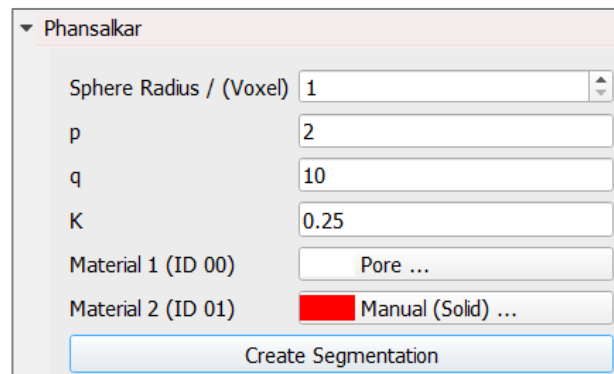 Phansalkar
Sphere Radius / (Voxel) 1
p 2
q 10
K 0.25
Material 1 (ID 00) Pore ...
Material 2 (ID 01) Manual (Solid) ...
Create Segmentation